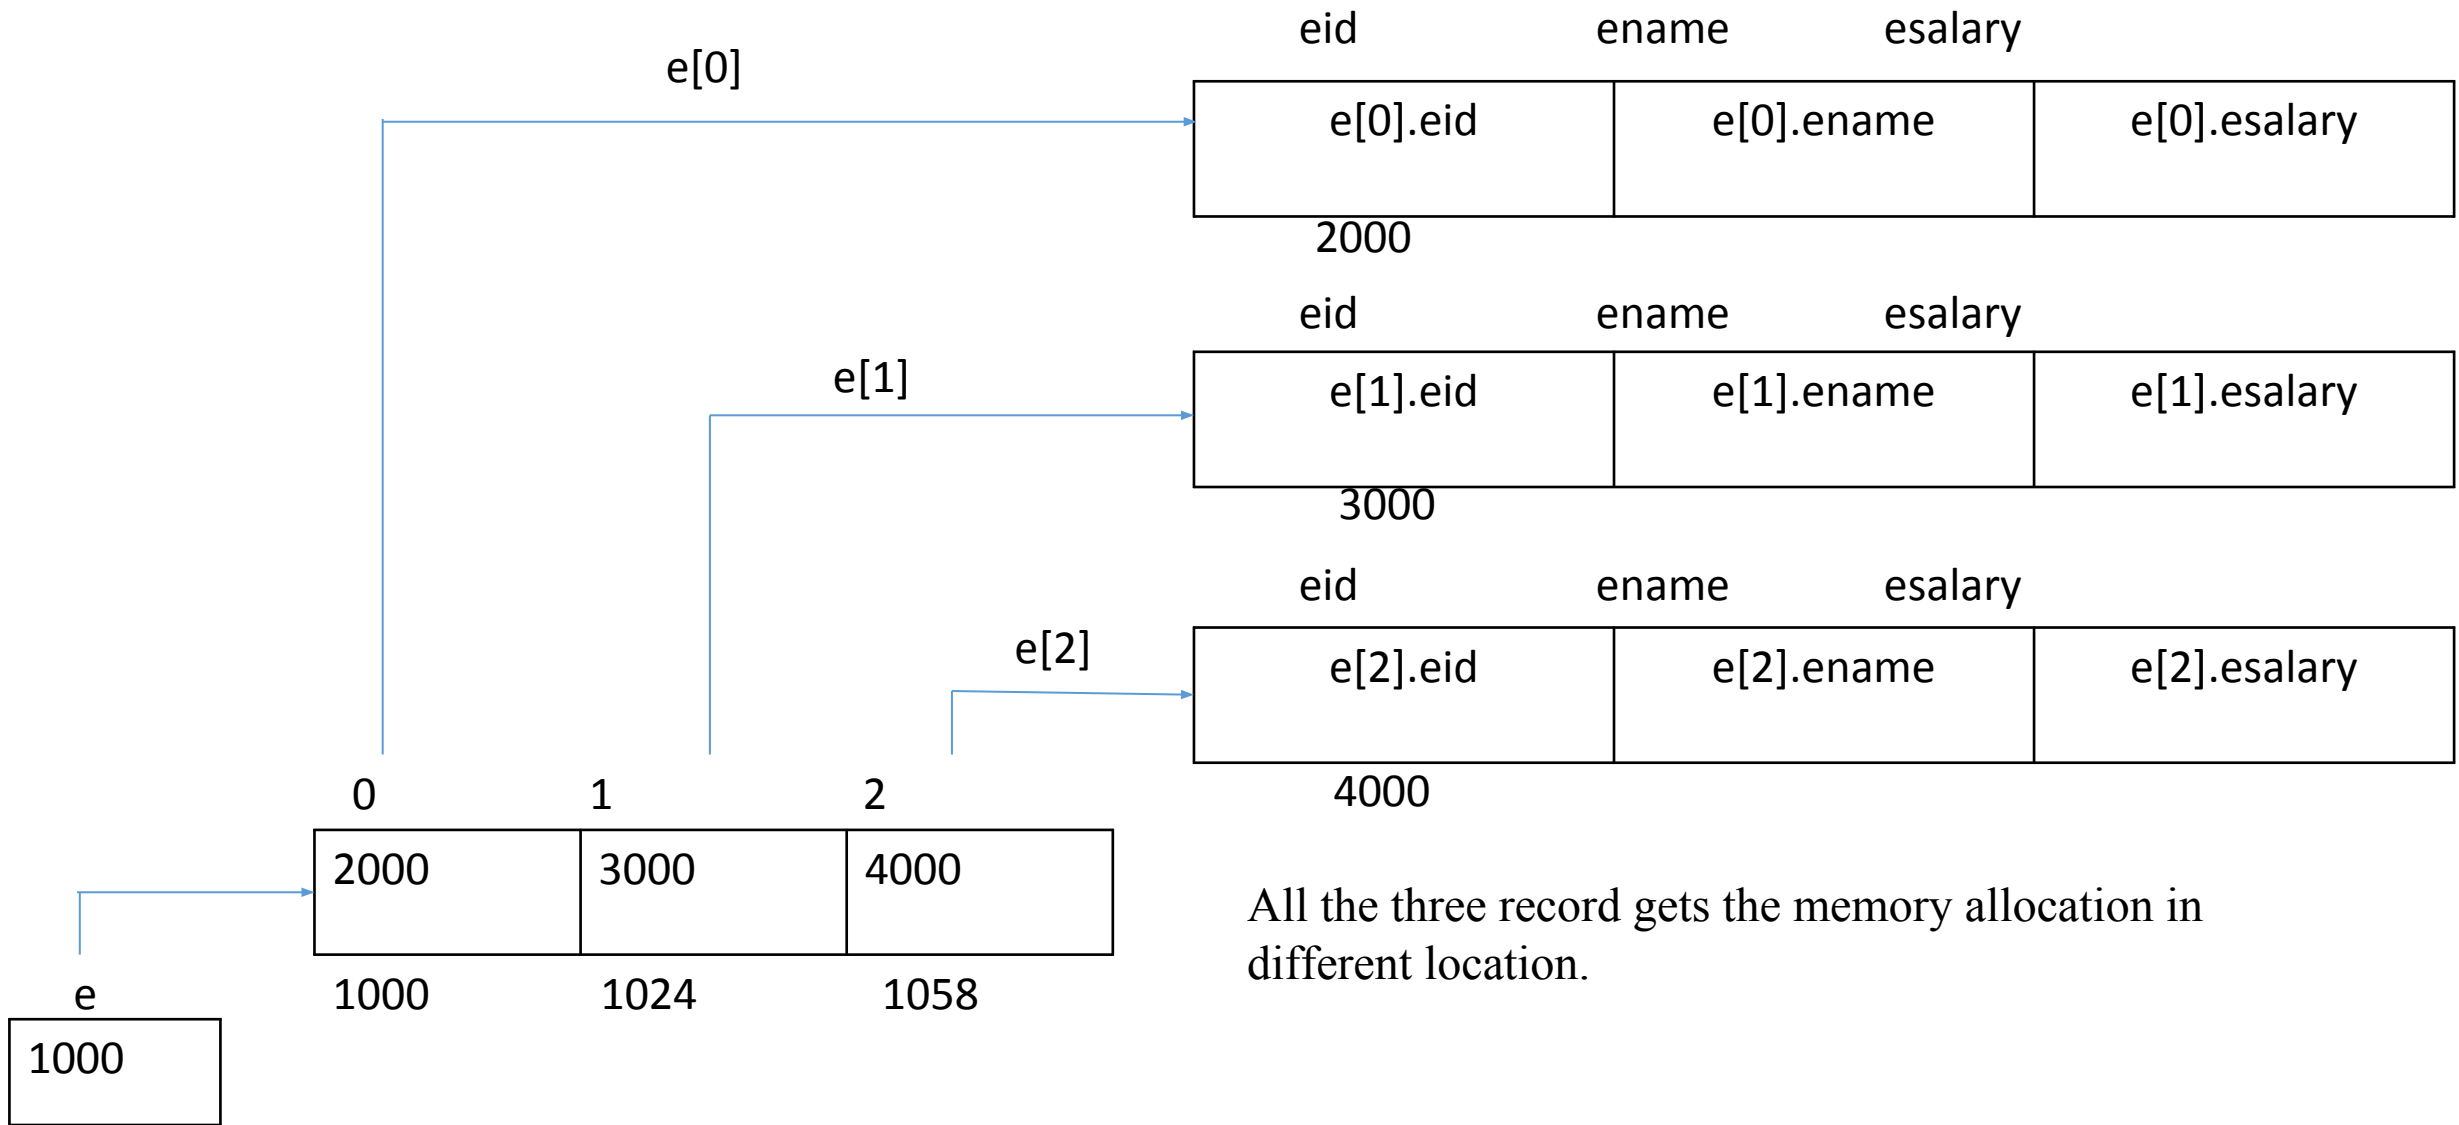 eid ename esalary
e[0]
e[0].eid e[0].ename e[0].esalary
2000
eid ename esalary
e[1]
e[1].eid e[1].ename e[1].esalary
3000
eid ename esalary
e[2]
e[2].eid e[2].ename e[2].esalary
4000
0 1 2
2000 3000 4000
1000 1024 1058
e
1000
All the three record gets the memory allocation in
different location.